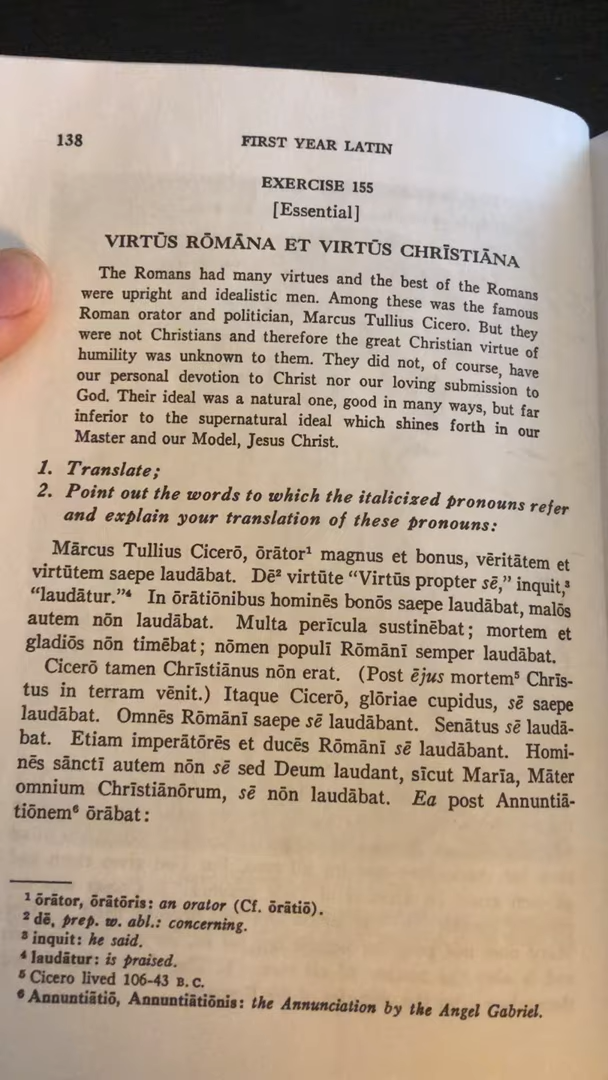 138 FIRST YEAR LATIN
EXERCISE 155
[Essential]
VIRTŪS RŌMĀNA ET VIRTŪS CHRĪSTIĀNA
The Romans had many virtues and the best of the Romans
were upright and idealistic men. Among these was the famous
Roman orator and politician, Marcus Tullius Cicero. But they
were not Christians and therefore the great Christian virtue of
humility was unknown to them. They did not, of course, have
our personal devotion to Christ nor our loving submission to
God. Their ideal was a natural one, good in many ways, but far
inferior to the supernatural ideal which shines forth in our
Master and our Model, Jesus Christ.
1. Translate;
2. Point out the words to which the italicized pronouns refer
and explain your translation of these pronouns:
Mārcus Tullius Cicerō, ōrātor¹ magnus et bonus, vēritātem et
virtūtem saepe laudābat. Dē² virtūte “Virtūs propter sē,” inquit,³
“laudātur.”⁴ In ōrātiōnibus hominēs bonōs saepe laudābat, malōs
autem nōn laudābat. Multa perīcula sustinēbat; mortem et
gladiōs nōn timēbat; nōmen populī Rōmānī semper laudābat.
Cicerō tamen Chrīstiānus nōn erat. (Post ējus mortem⁵ Chrīs-
tus in terram vēnit.) Itaque Cicerō, glōriae cupidus, sē saepe
laudābat. Omnēs Rōmānī saepe sē laudābant. Senātus sē laudā-
bat. Etiam imperātōrēs et ducēs Rōmānī sē laudābant. Homi-
nēs sānctī autem nōn sē sed Deum laudant, sīcut Marīa, Māter
omnium Chrīstiānōrum, sē nōn laudābat. Ea post Annuntiā-
tiōnem⁶ ōrābat:
¹ ōrātor, ōrātōris: an orator (Cf. ōrātiō).
² dē, prep. w. abl.: concerning.
³ inquit: he said.
⁴ laudātur: is praised.
⁵ Cicero lived 106-43 B.C.
⁶ Annuntiātiō, Annuntiātiōnis: the Annunciation by the Angel Gabriel.